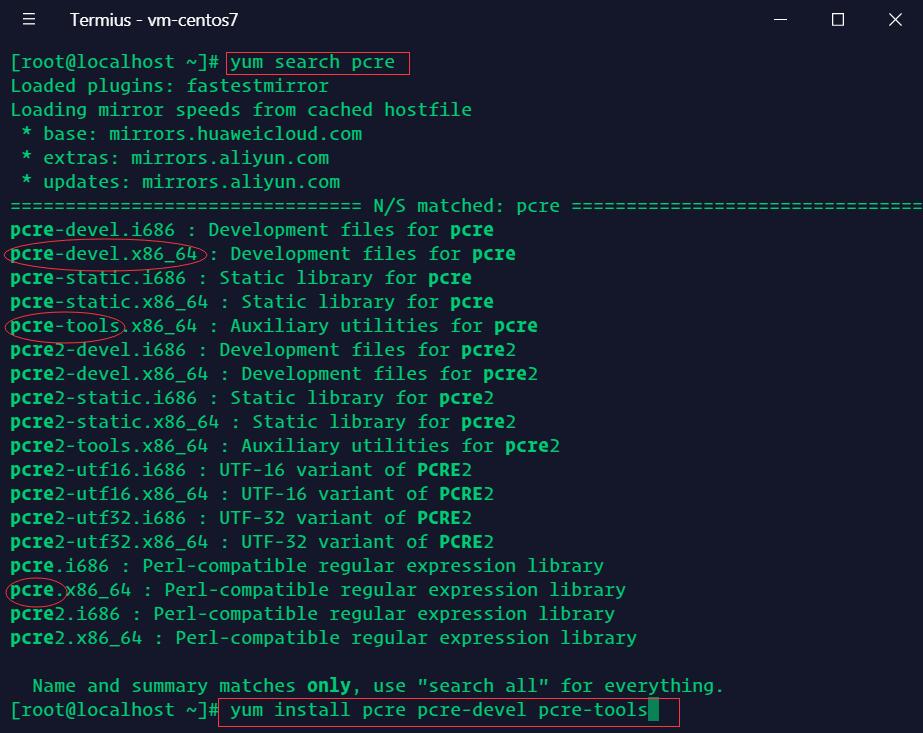 Termius - vm-centos7
[root@localhost ~]# yum search pcre
Loaded plugins: fastestmirror
Loading mirror speeds from cached hostfile
 * base: mirrors.huaweicloud.com
 * extras: mirrors.aliyun.com
 * updates: mirrors.aliyun.com
================================ N/S matched: pcre ================================
pcre-devel.i686 : Development files for pcre
pcre-devel.x86_64 : Development files for pcre
pcre-static.i686 : Static library for pcre
pcre-static.x86_64 : Static library for pcre
pcre-tools.x86_64 : Auxiliary utilities for pcre
pcre2-devel.i686 : Development files for pcre2
pcre2-devel.x86_64 : Development files for pcre2
pcre2-static.i686 : Static library for pcre2
pcre2-static.x86_64 : Static library for pcre2
pcre2-tools.x86_64 : Auxiliary utilities for pcre2
pcre2-utf16.i686 : UTF-16 variant of PCRE2
pcre2-utf16.x86_64 : UTF-16 variant of PCRE2
pcre2-utf32.i686 : UTF-32 variant of PCRE2
pcre2-utf32.x86_64 : UTF-32 variant of PCRE2
pcre.i686 : Perl-compatible regular expression library
pcre.x86_64 : Perl-compatible regular expression library
pcre2.i686 : Perl-compatible regular expression library
pcre2.x86_64 : Perl-compatible regular expression library
  Name and summary matches only, use "search all" for everything.
[root@localhost ~]# yum install pcre pcre-devel pcre-tools